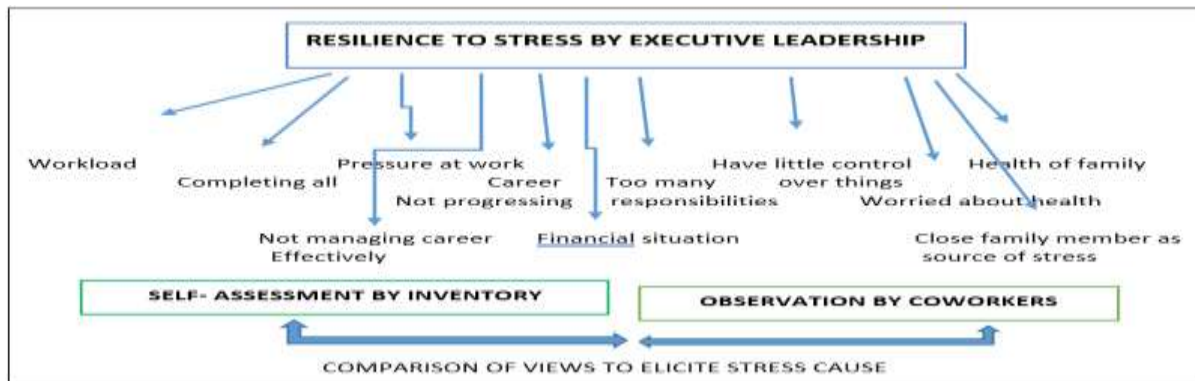 RESILIENCE TO STRESS BY EXECUTIVE LEADERSHIP
Workload
Completing all
Pressure at work
Career
Not progressing
Too many
responsibilities
Have little control
over things
Health of family
Worried about health
Not managing career
Effectively
Financial situation
Close family member as
source of stress
SELF- ASSESSMENT BY INVENTORY
OBSERVATION BY COWORKERS
COMPARISON OF VIEWS TO ELICITE STRESS CAUSE